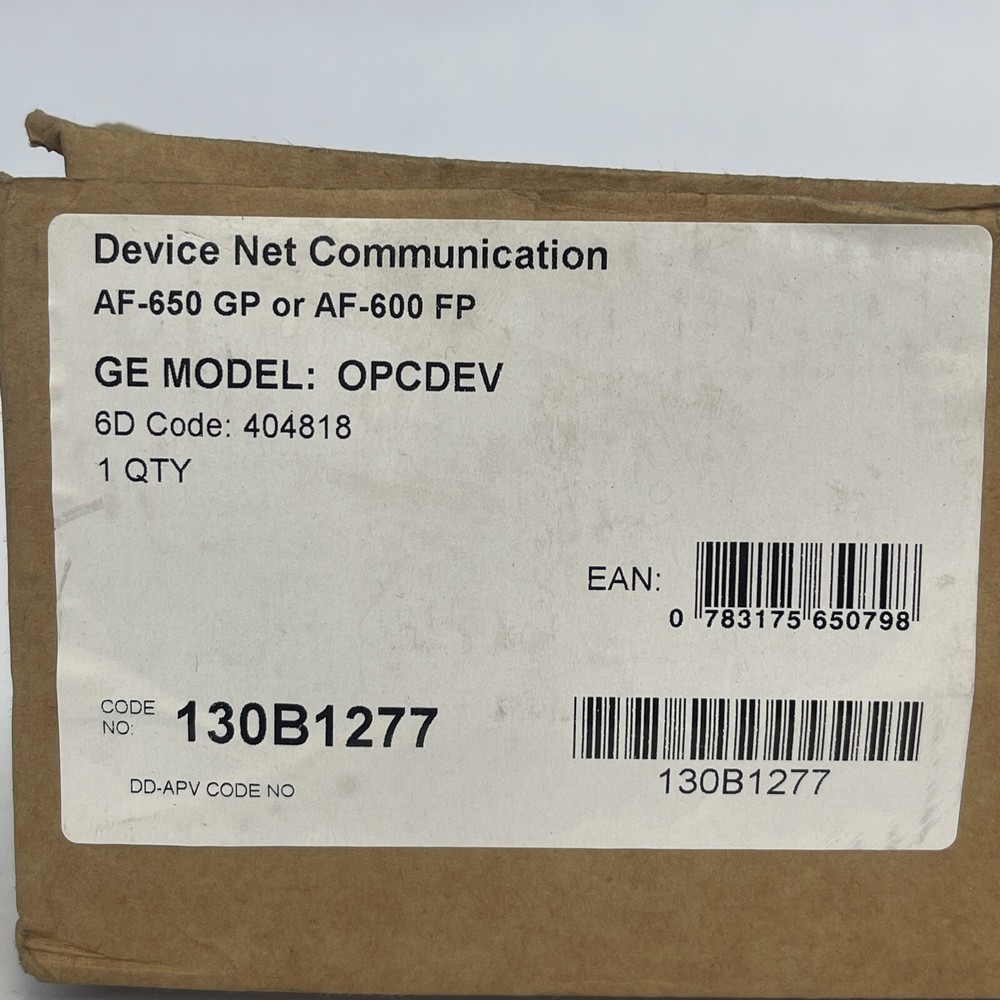 Device Net Communication
AF-650 GP or AF-600 FP
GE MODEL: OPCDEV
6D Code: 404818
1 QTY
EAN:
0 783175 650798
CODE NO: 130B1277
130B1277
DD-APV CODE NO